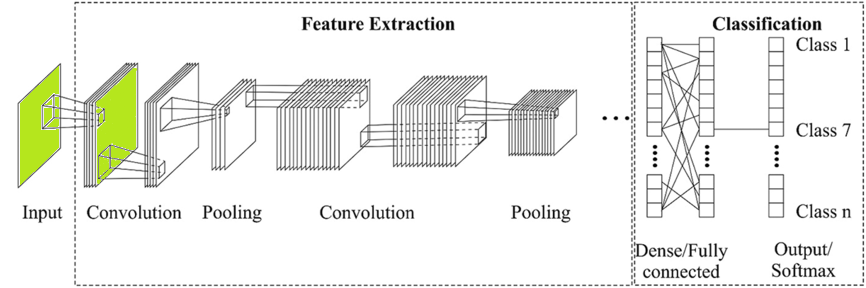 Feature Extraction
Classification
Class 1
Class 7
Class n
Input
Convolution
Pooling
Convolution
Pooling
Dense/Fully
connected
Output/
Softmax